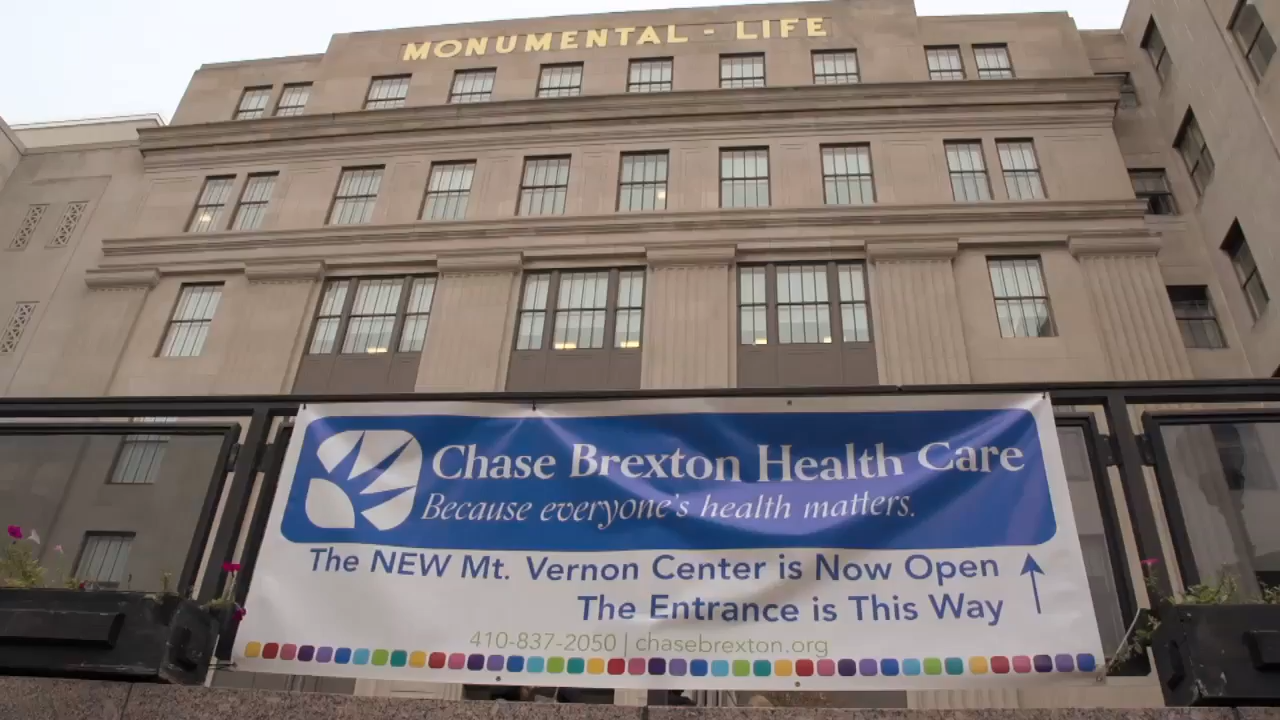 MONUMENTAL - LIFE
Chase Brexton Health Care
Because everyone's health matters.
The NEW Mt. Vernon Center is Now Open
The Entrance is This Way
410-837-2050 | chasebrexton.org